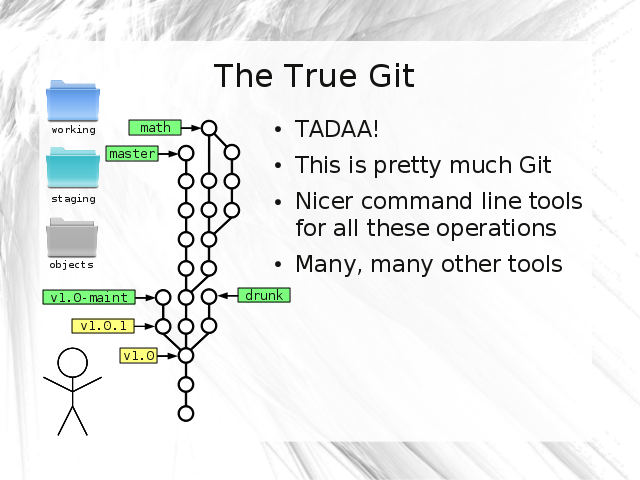 The True Git
working
staging
objects
math
master
v1.0-maint
drunk
v1.0.1
v1.0
• TADAA!
• This is pretty much Git
• Nicer command line tools
for all these operations
• Many, many other tools